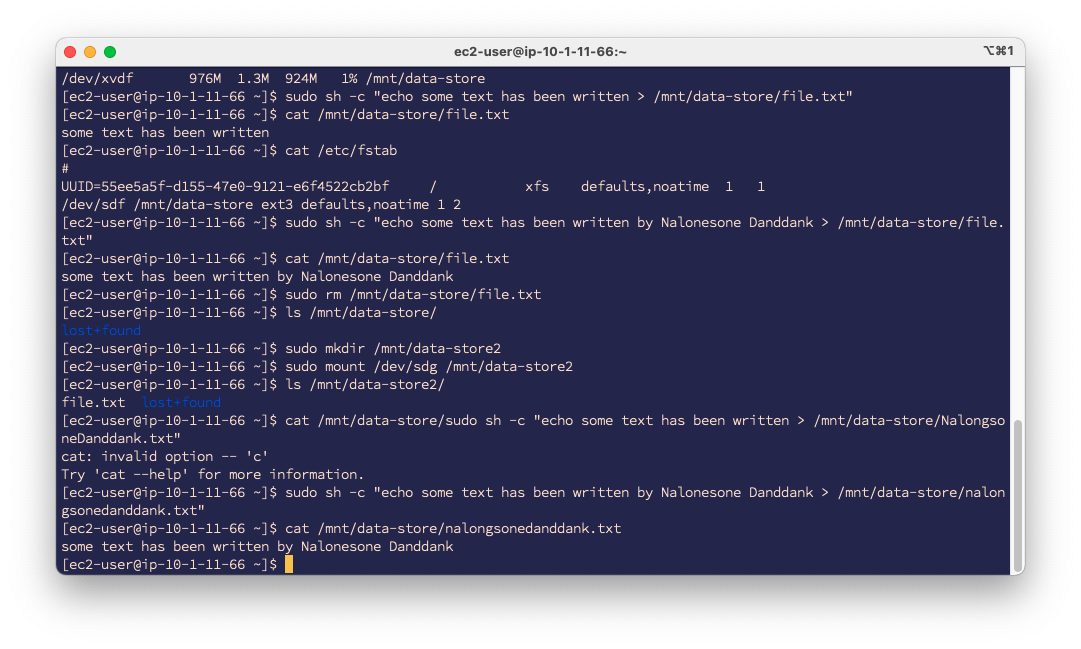 ec2-user@ip-10-1-11-66:~
⌥⌘1
/dev/xvdf       976M  1.3M  924M   1% /mnt/data-store
[ec2-user@ip-10-1-11-66 ~]$ sudo sh -c "echo some text has been written > /mnt/data-store/file.txt"
[ec2-user@ip-10-1-11-66 ~]$ cat /mnt/data-store/file.txt
some text has been written
[ec2-user@ip-10-1-11-66 ~]$ cat /etc/fstab
#
UUID=55ee5a5f-d155-47e0-9121-e6f4522cb2bf     /           xfs    defaults,noatime  1   1
/dev/sdf /mnt/data-store ext3 defaults,noatime 1 2
[ec2-user@ip-10-1-11-66 ~]$ sudo sh -c "echo some text has been written by Nalonesone Danddank > /mnt/data-store/file.
txt"
[ec2-user@ip-10-1-11-66 ~]$ cat /mnt/data-store/file.txt
some text has been written by Nalonesone Danddank
[ec2-user@ip-10-1-11-66 ~]$ sudo rm /mnt/data-store/file.txt
[ec2-user@ip-10-1-11-66 ~]$ ls /mnt/data-store/
lost+found
[ec2-user@ip-10-1-11-66 ~]$ sudo mkdir /mnt/data-store2
[ec2-user@ip-10-1-11-66 ~]$ sudo mount /dev/sdg /mnt/data-store2
[ec2-user@ip-10-1-11-66 ~]$ ls /mnt/data-store2/
file.txt  lost+found
[ec2-user@ip-10-1-11-66 ~]$ cat /mnt/data-store/sudo sh -c "echo some text has been written > /mnt/data-store/Nalongso
neDanddank.txt"
cat: invalid option -- 'c'
Try 'cat --help' for more information.
[ec2-user@ip-10-1-11-66 ~]$ sudo sh -c "echo some text has been written by Nalonesone Danddank > /mnt/data-store/nalon
gsonedanddank.txt"
[ec2-user@ip-10-1-11-66 ~]$ cat /mnt/data-store/nalongsonedanddank.txt
some text has been written by Nalonesone Danddank
[ec2-user@ip-10-1-11-66 ~]$